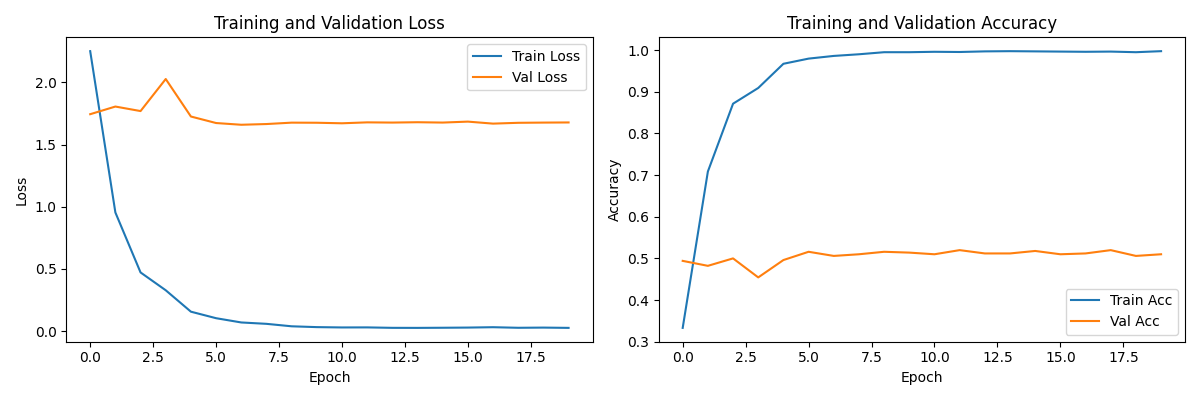 Training and Validation Loss
Train Loss
Val Loss
2.0
1.5
1.0
0.5
0.0
Loss
0.0 2.5 5.0 7.5 10.0 12.5 15.0 17.5
Epoch
Training and Validation Accuracy
1.0
0.9
0.8
0.7
0.6
0.5
0.4
0.3
Accuracy
Train Acc
Val Acc
0.0 2.5 5.0 7.5 10.0 12.5 15.0 17.5
Epoch